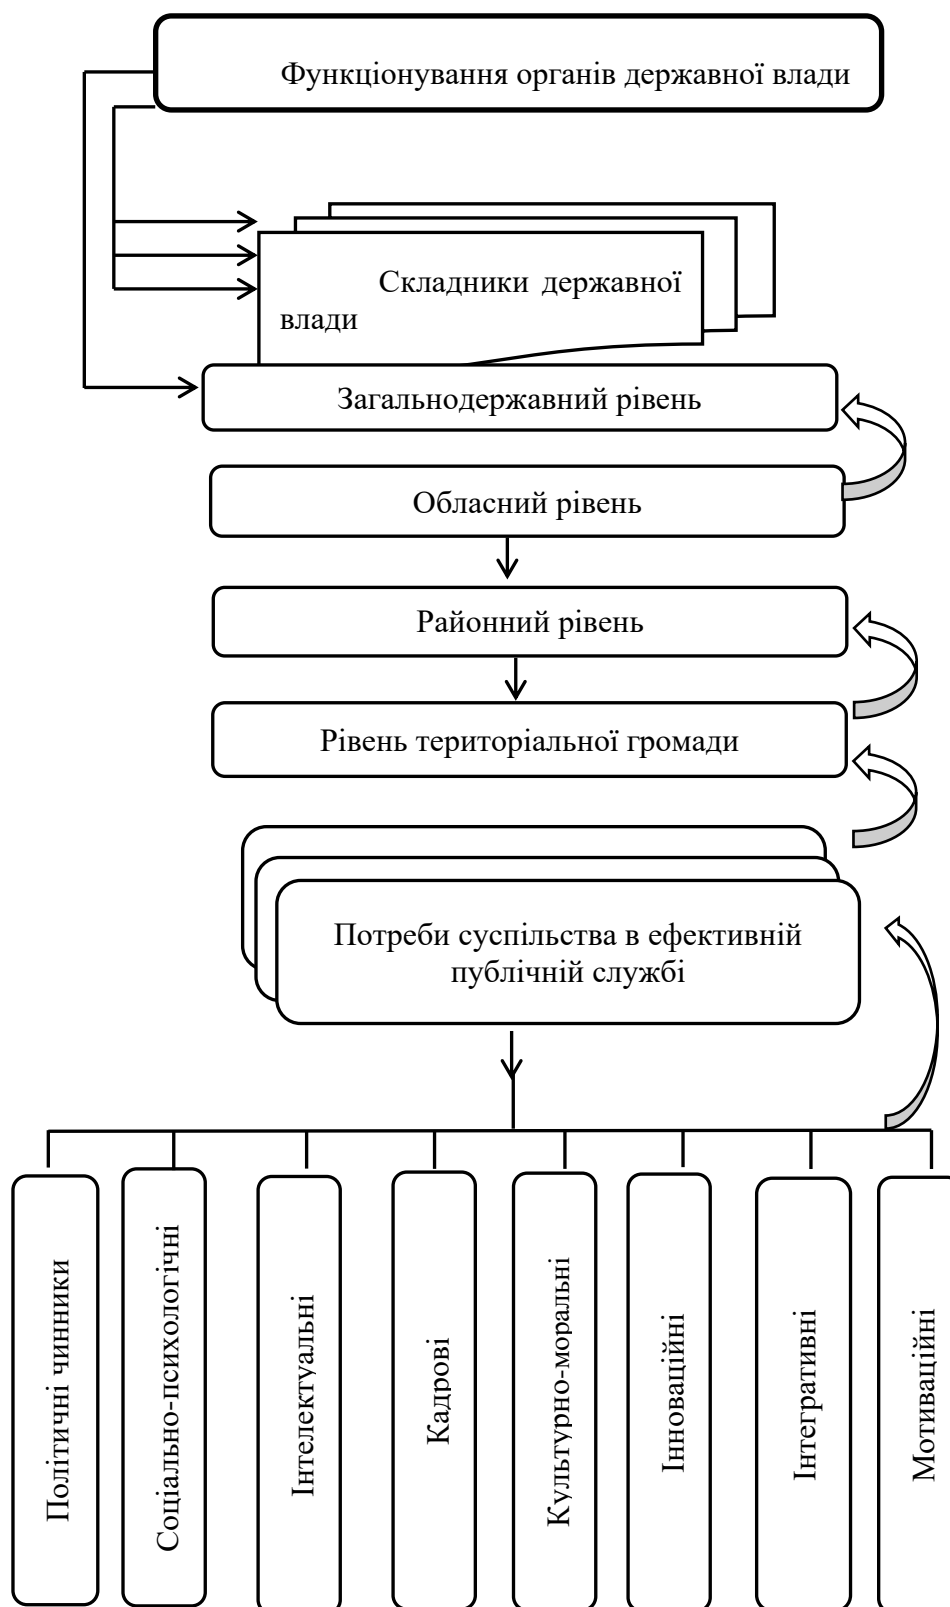 Функціонування органів державної влади
Складники державної
влади
Загальнодержавний рівень
Обласний рівень
Районний рівень
Рівень територіальної громади
Потреби суспільства в ефективній
публічній службі
Політичні чинники
Соціально-психологічні
Інтелектуальні
Кадрові
Культурно-моральні
Інноваційні
Інтегративні
Мотиваційні